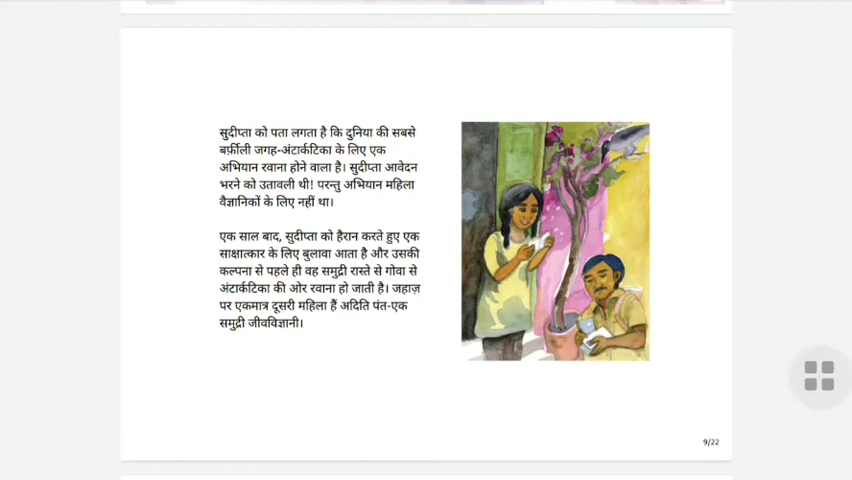 सुदीप्ता को पता लगता है कि दुनिया की सबसे
बर्फ़ीली जगह-अंटार्कटिका के लिए एक
अभियान रवाना होने वाला है। सुदीप्ता आवेदन
भरने को उतावली थी! परन्तु अभियान महिला
वैज्ञानिकों के लिए नहीं था।
एक साल बाद, सुदीप्ता को हैरान करते हुए एक
साक्षात्कार के लिए बुलावा आता है और उसकी
कल्पना से पहले ही वह समुद्री रास्ते से गोवा से
अंटार्कटिका की ओर रवाना हो जाती है। जहाज़
पर एकमात्र दूसरी महिला हैं अदिति पंत-एक
समुद्री जीवविज्ञानी।
9/22